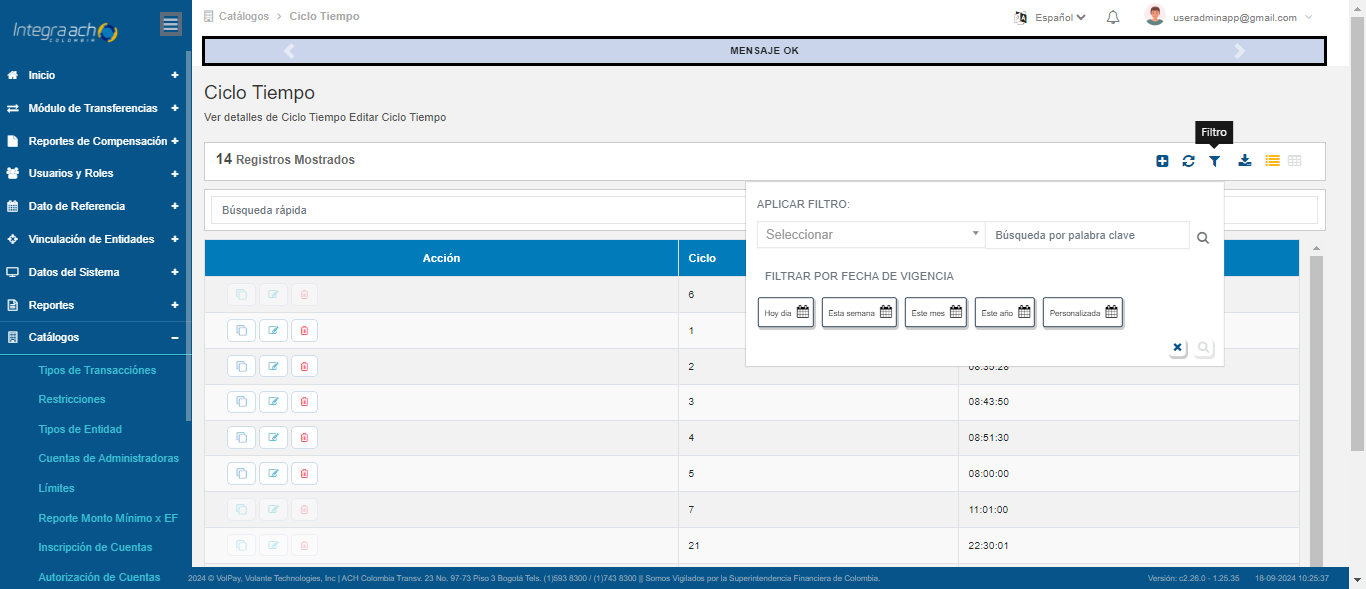 Integra ach
COLOMBIA
Catálogos > Ciclo Tiempo
Español
useradminapp@gmail.com
MENSAJE OK
Inicio +
Módulo de Transferencias +
Reportes de Compensación +
Usuarios y Roles +
Dato de Referencia +
Vinculación de Entidades +
Datos del Sistema +
Reportes +
Catálogos −
Tipos de Transacciónes
Restricciones
Tipos de Entidad
Cuentas de Administradoras
Límites
Reporte Monto Mínimo x EF
Inscripción de Cuentas
Autorización de Cuentas
Ciclo Tiempo
Ver detalles de Ciclo Tiempo Editar Ciclo Tiempo
Filtro
14 Registros Mostrados
Búsqueda rápida
APLICAR FILTRO:
Seleccionar
Búsqueda por palabra clave
FILTRAR POR FECHA DE VIGENCIA
Hoy dia
Esta semana
Este mes
Este año
Personalizada
Acción Ciclo
6
1
2 08:35:28
3 08:43:50
4 08:51:30
5 08:00:00
7 11:01:00
21 22:30:01
2024 © VolPay, Volante Technologies, Inc | ACH Colombia Transv. 23 No. 97-73 Piso 3 Bogotá Tels. (1)593 8300 / (1)743 8300 || Somos Vigilados por la Superintendencia Financiera de Colombia.
Versión: c2.26.0 - 1.25.35 18-09-2024 10:25:37